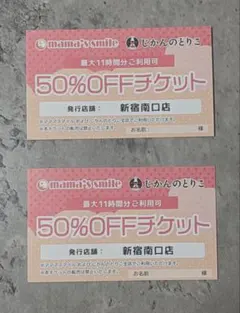 mama's smile じかんのとりこ
最大11時間分ご利用可
50%OFFチケット
発行店舗： 新宿南口店
お名前 様
mama's smile じかんのとりこ
最大11時間分ご利用可
50%OFFチケット
発行店舗： 新宿南口店
お名前 様